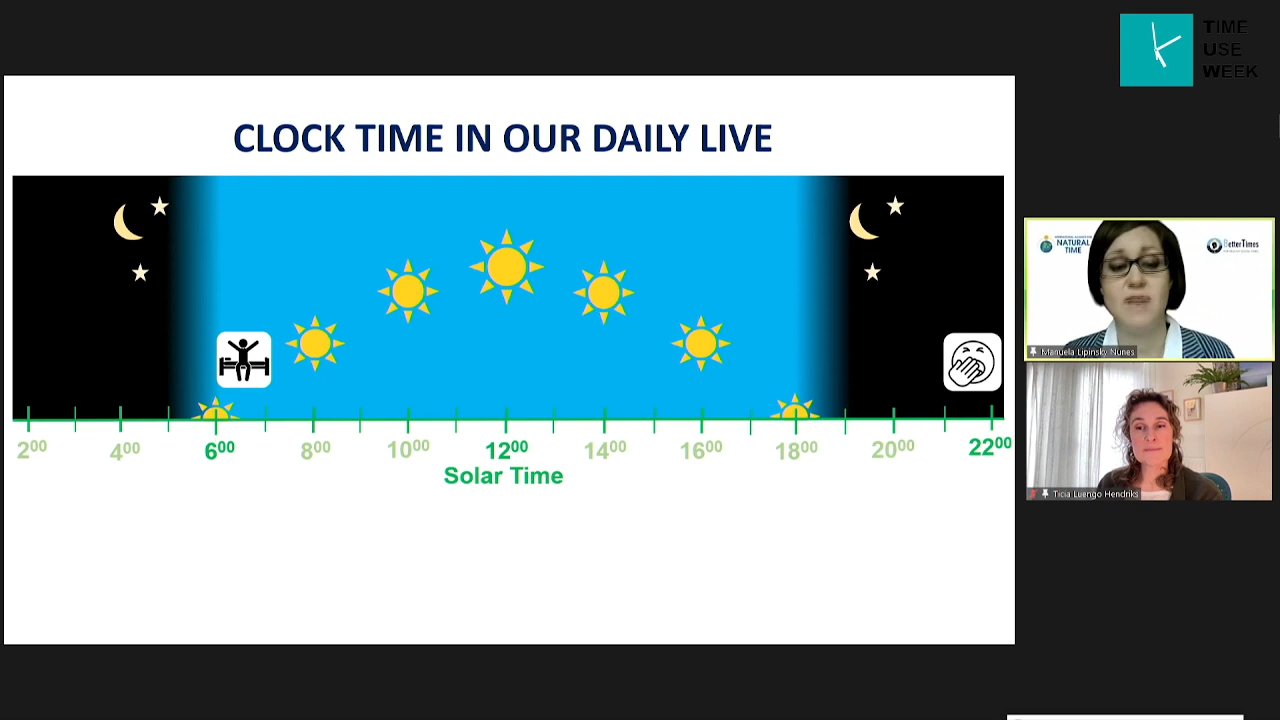 TIME
USE
WEEK
CLOCK TIME IN OUR DAILY LIVE
2⁰⁰ 4⁰⁰ 6⁰⁰ 8⁰⁰ 10⁰⁰ 12⁰⁰ 14⁰⁰ 16⁰⁰ 18⁰⁰ 20⁰⁰ 22⁰⁰
Solar Time
NATURAL
TIME
BetterTimes
Manuela Lipinsky Nunes
Ticia Luengo Hendriks